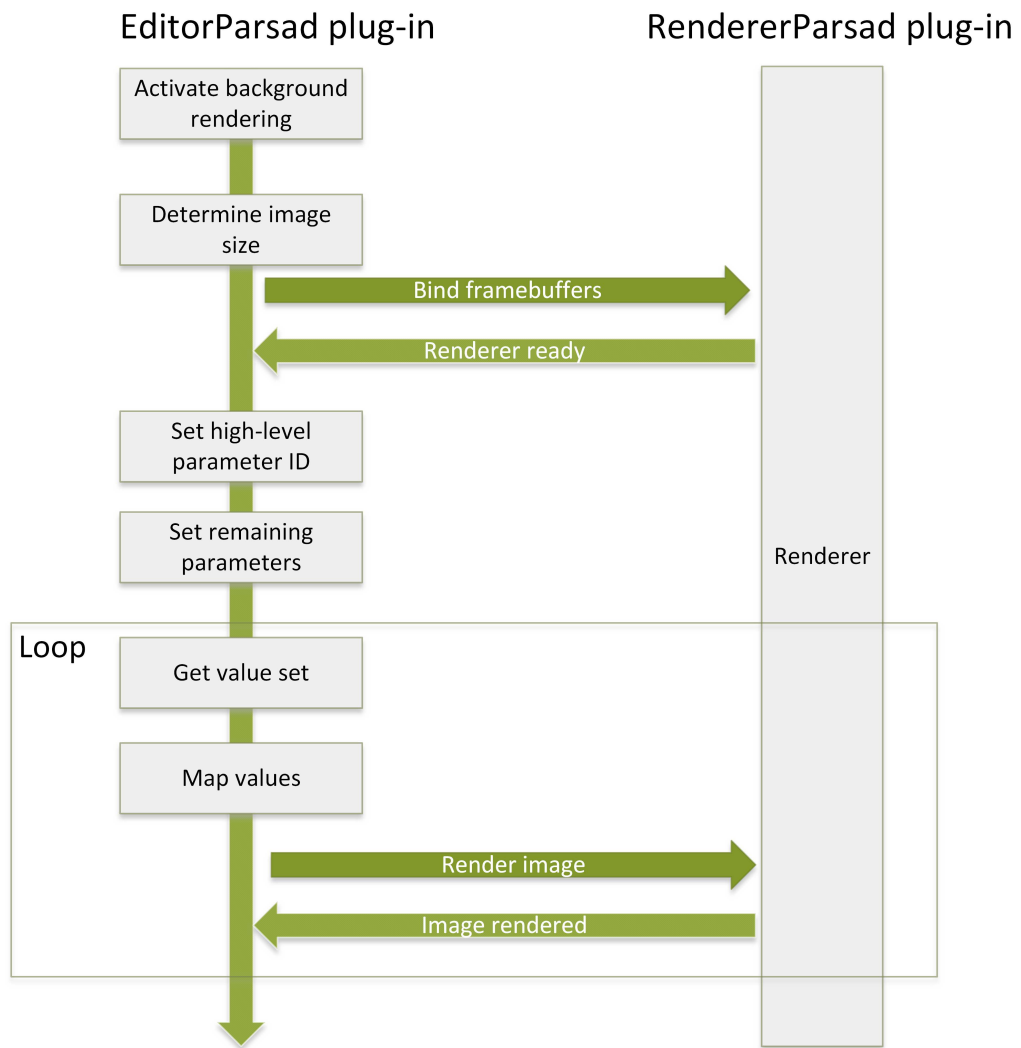 EditorParsad plug-in
RendererParsad plug-in
Activate background
rendering
Determine image
size
Bind framebuffers
Renderer ready
Set high-level
parameter ID
Set remaining
parameters
Renderer
Loop
Get value set
Map values
Render image
Image rendered